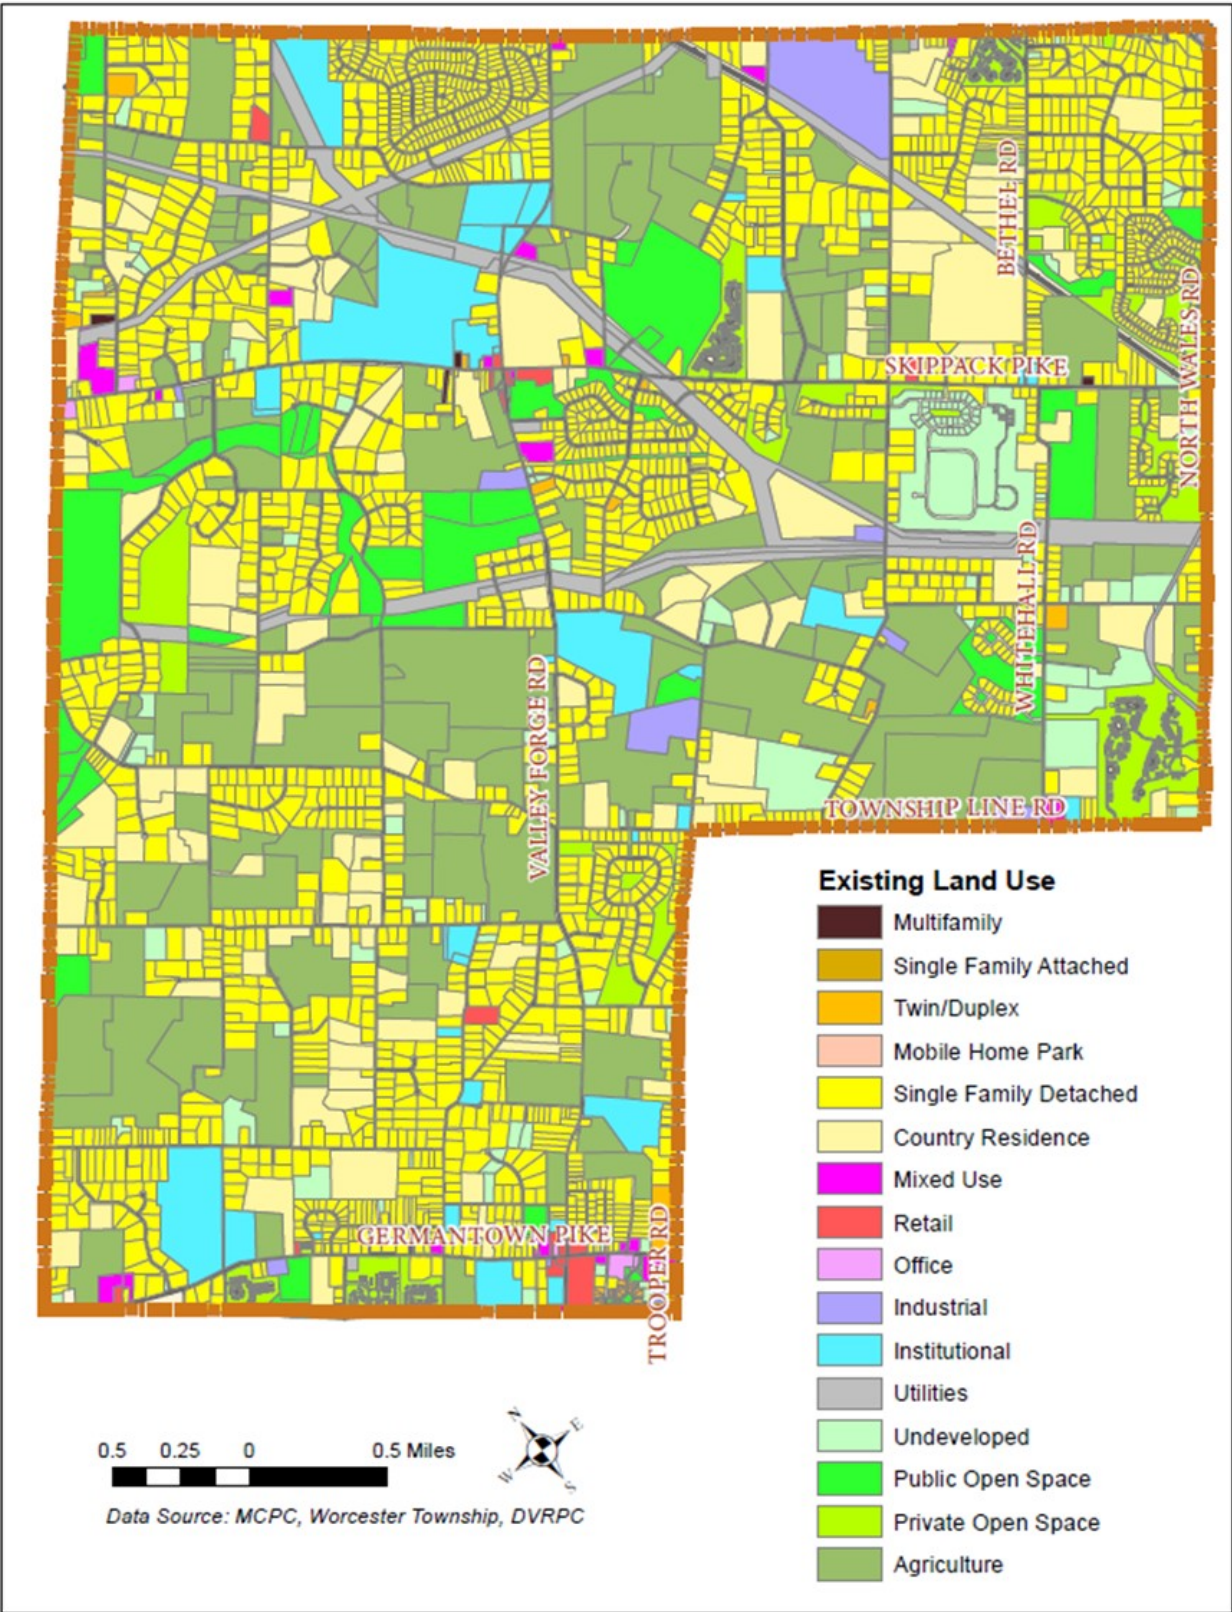 BETHEL RD
NORTH WALES RD
SKIPPACK PIKE
WHITEHALL RD
VALLEY FORGE RD
TOWNSHIP LINE RD
GERMANTOWN PIKE
TROOPER RD
Existing Land Use
Multifamily
Single Family Attached
Twin/Duplex
Mobile Home Park
Single Family Detached
Country Residence
Mixed Use
Retail
Office
Industrial
Institutional
Utilities
Undeveloped
Public Open Space
Private Open Space
Agriculture
0.5 0.25 0 0.5 Miles
N
E
W
S
Data Source: MCPC, Worcester Township, DVRPC